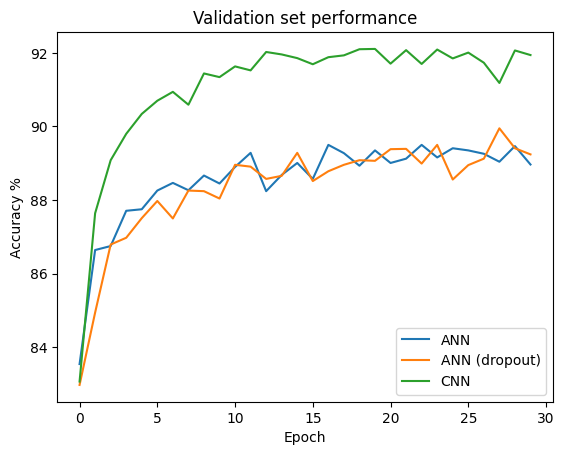 Validation set performance
Accuracy %
92
90
88
86
84
0 5 10 15 20 25 30
Epoch
ANN
ANN (dropout)
CNN